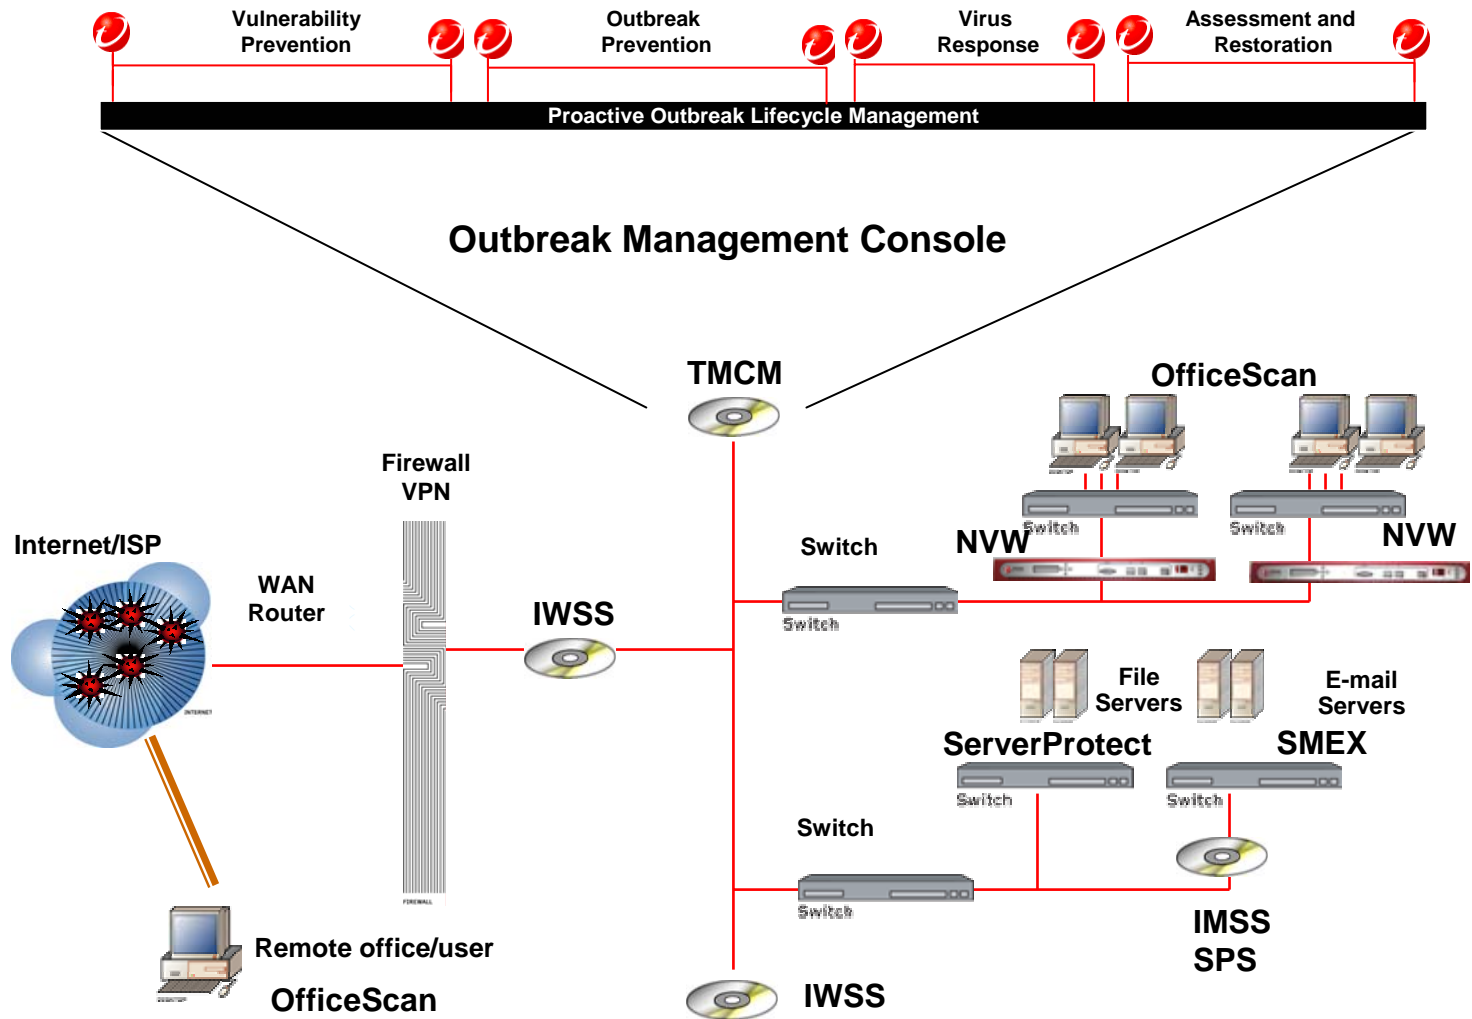 Vulnerability
Prevention
Outbreak
Prevention
Virus
Response
Assessment and
Restoration
Proactive Outbreak Lifecycle Management
Outbreak Management Console
TMCM
OfficeScan
Firewall
VPN
Switch
Switch
Internet/ISP
Switch
NVW
NVW
WAN
Router
IWSS
Switch
File
Servers
E-mail
Servers
INTERNET
ServerProtect
SMEX
Switch
Switch
Switch
FIREWALL
Switch
IMSS
SPS
Remote office/user
OfficeScan
IWSS